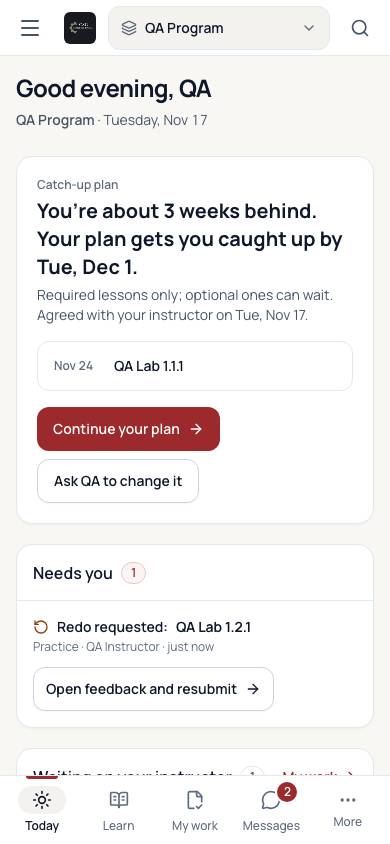 QA Program
Good evening, QA
QA Program · Tuesday, Nov 17
Catch-up plan
You're about 3 weeks behind.
Your plan gets you caught up by
Tue, Dec 1.
Required lessons only; optional ones can wait.
Agreed with your instructor on Tue, Nov 17.
Nov 24 QA Lab 1.1.1
Continue your plan
Ask QA to change it
Needs you 1
Redo requested: QA Lab 1.2.1
Practice · QA Instructor · just now
Open feedback and resubmit
Waiting on your instructor 1 My work
2
Today Learn My work Messages More